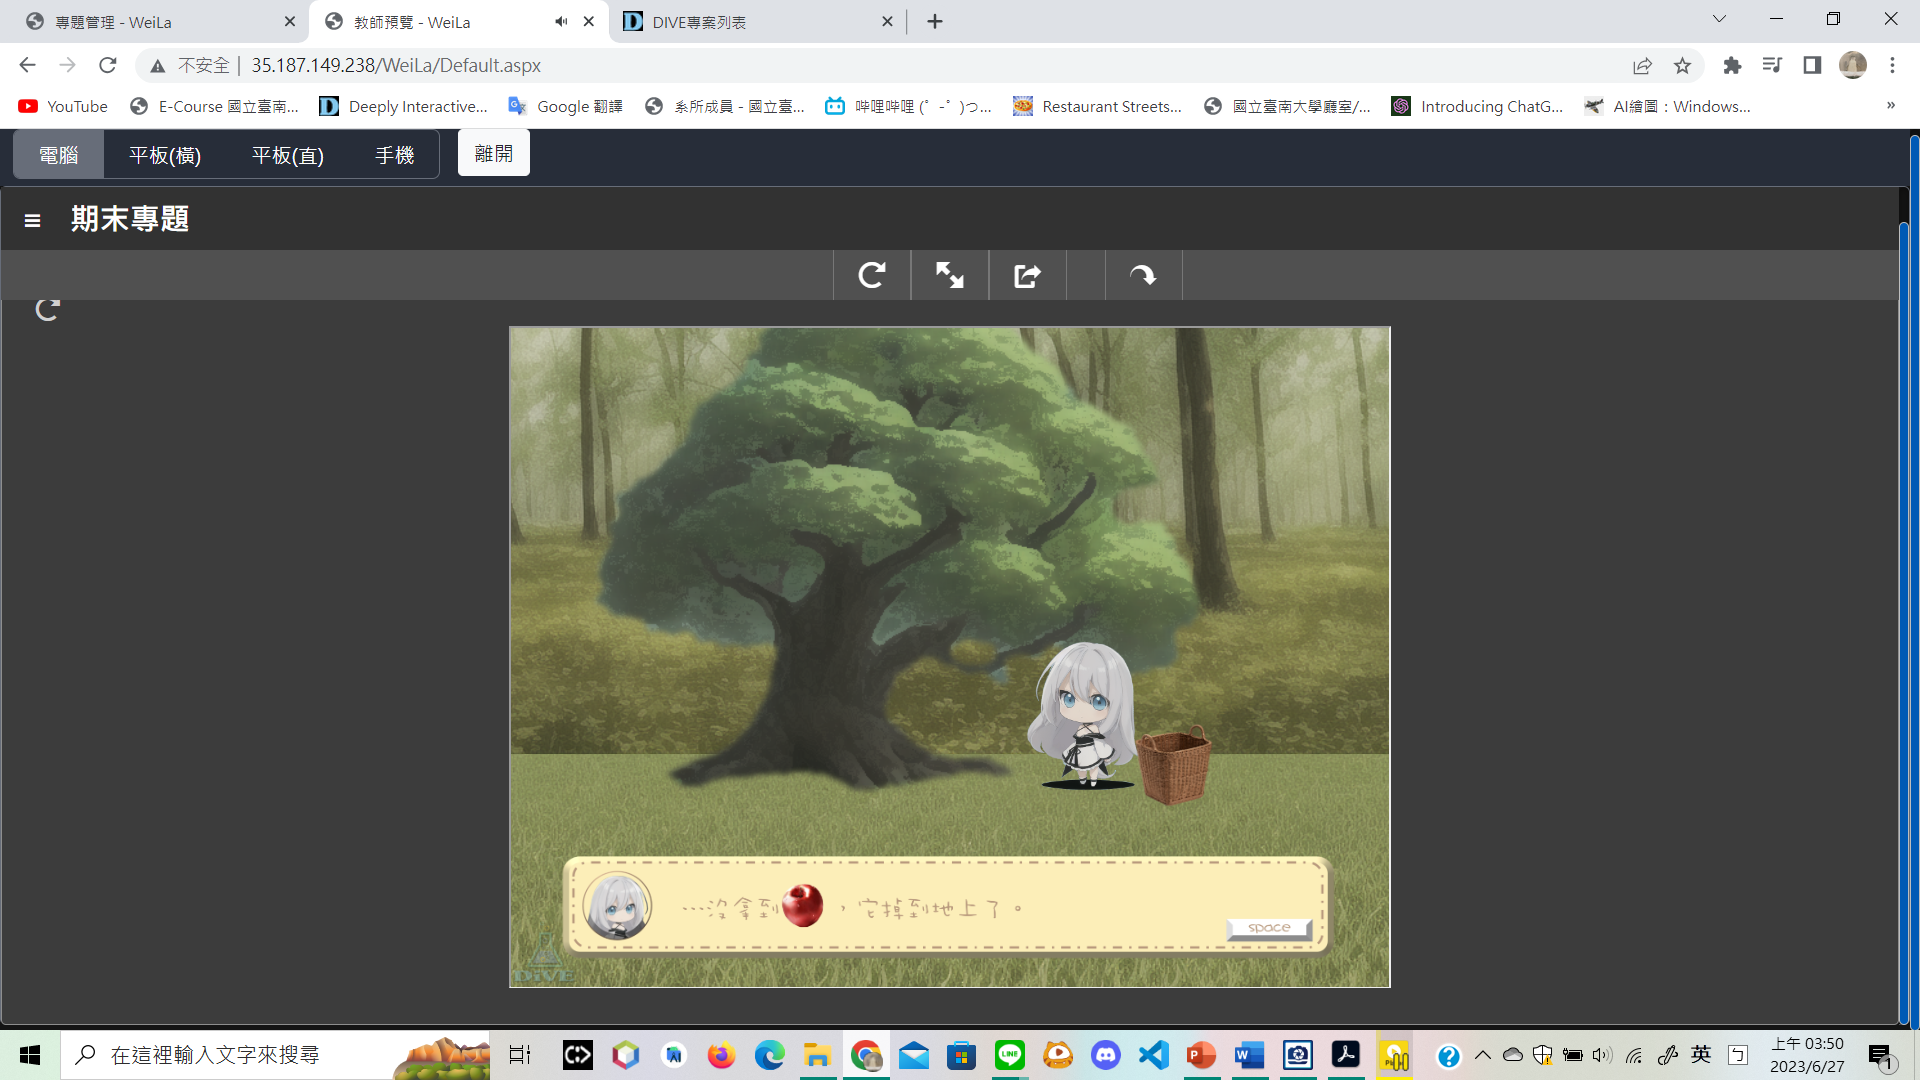 專題管理 - WeiLa
教師預覽 - WeiLa
DIVE專案列表
不安全 | 35.187.149.238/WeiLa/Default.aspx
YouTube
E-Course 國立臺南...
Deeply Interactive...
Google 翻譯
系所成員 - 國立臺...
哔哩哔哩 (゜-゜)つ...
Restaurant Streets...
國立臺南大學廳室/...
Introducing ChatG...
AI繪圖：Windows...
»
電腦
平板(橫)
平板(直)
手機
離開
期末專題
…沒拿到，它掉到地上了。
space
DIVE
在這裡輸入文字來搜尋
英
ㄅ
上午 03:50
2023/6/27
1